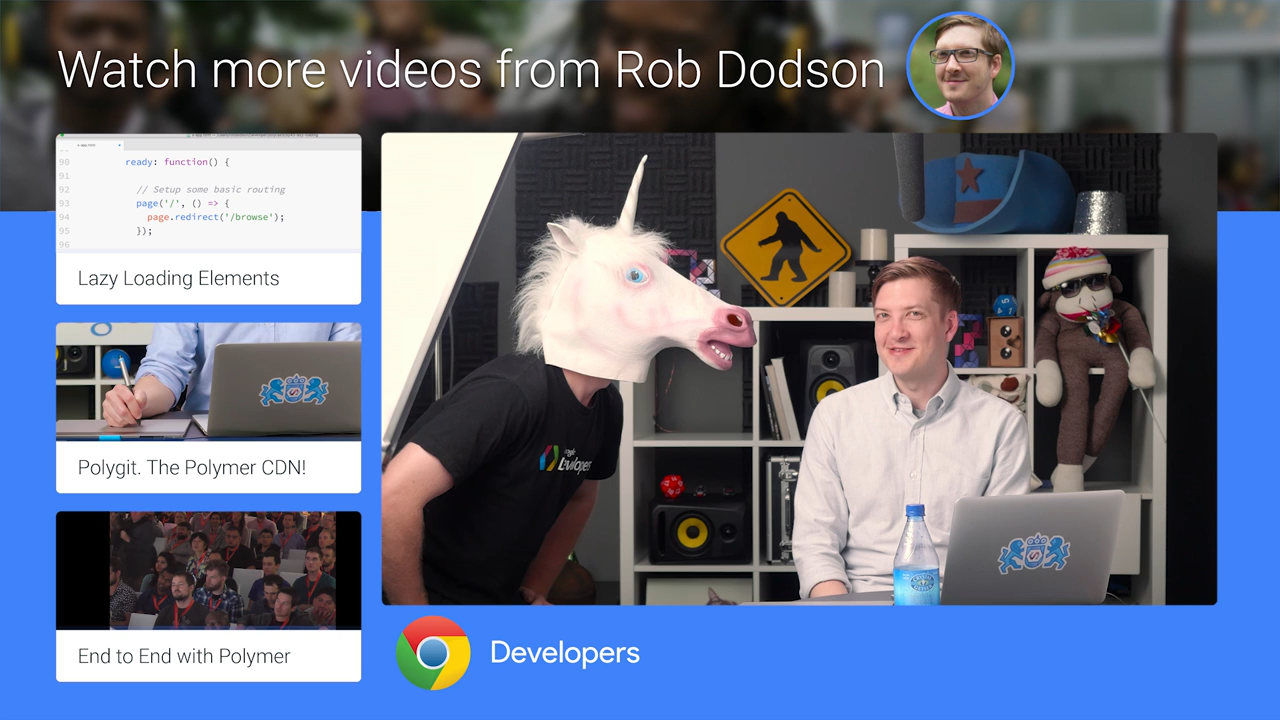 Watch more videos from Rob Dodson
90 ready: function() {
91
92 // Setup some basic routing
93 page('/', () => {
94 page.redirect('/browse');
95 });
96
Lazy Loading Elements
Polygit. The Polymer CDN!
End to End with Polymer
Developers